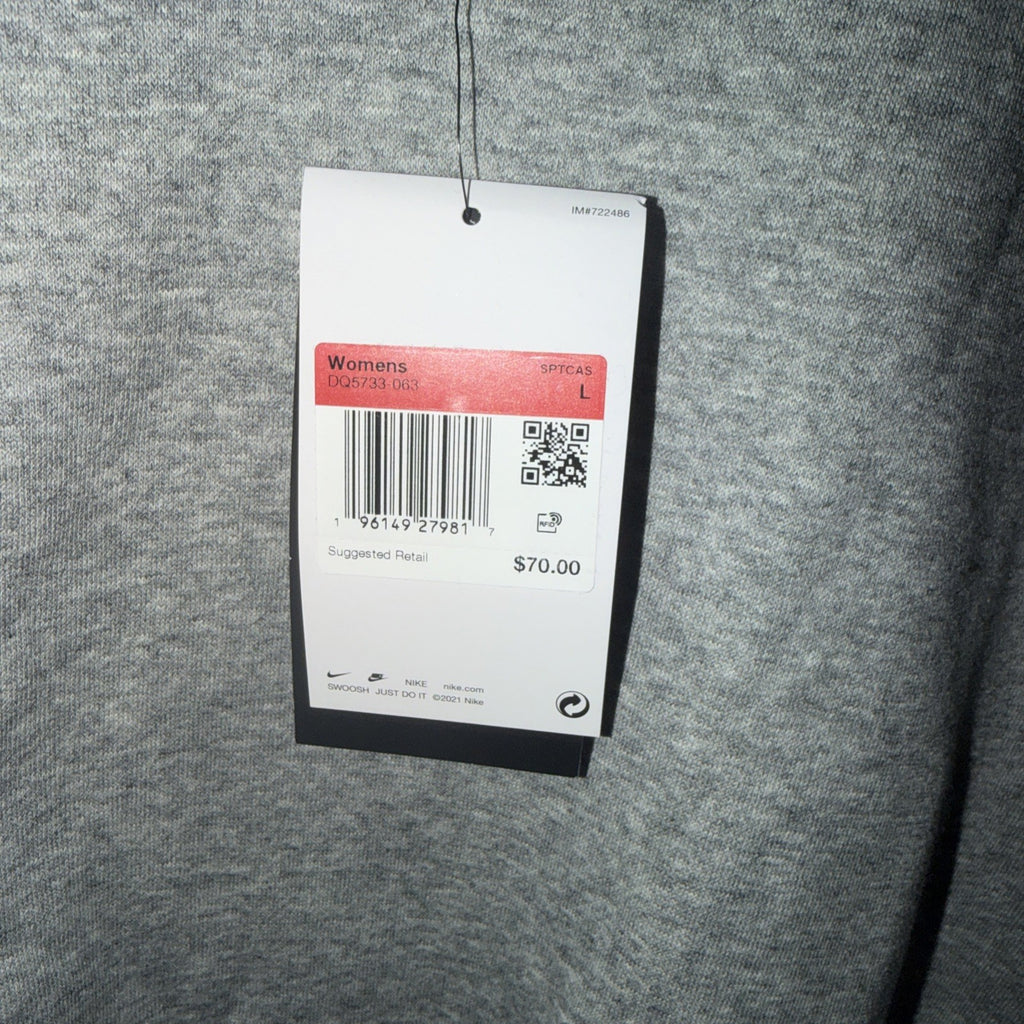 IM#722486
Womens SPTCAS
DQ5733-063 L
1 96149 27981 7
RFID
Suggested Retail $70.00
NIKE nike.com
SWOOSH JUST DO IT ©2021 Nike